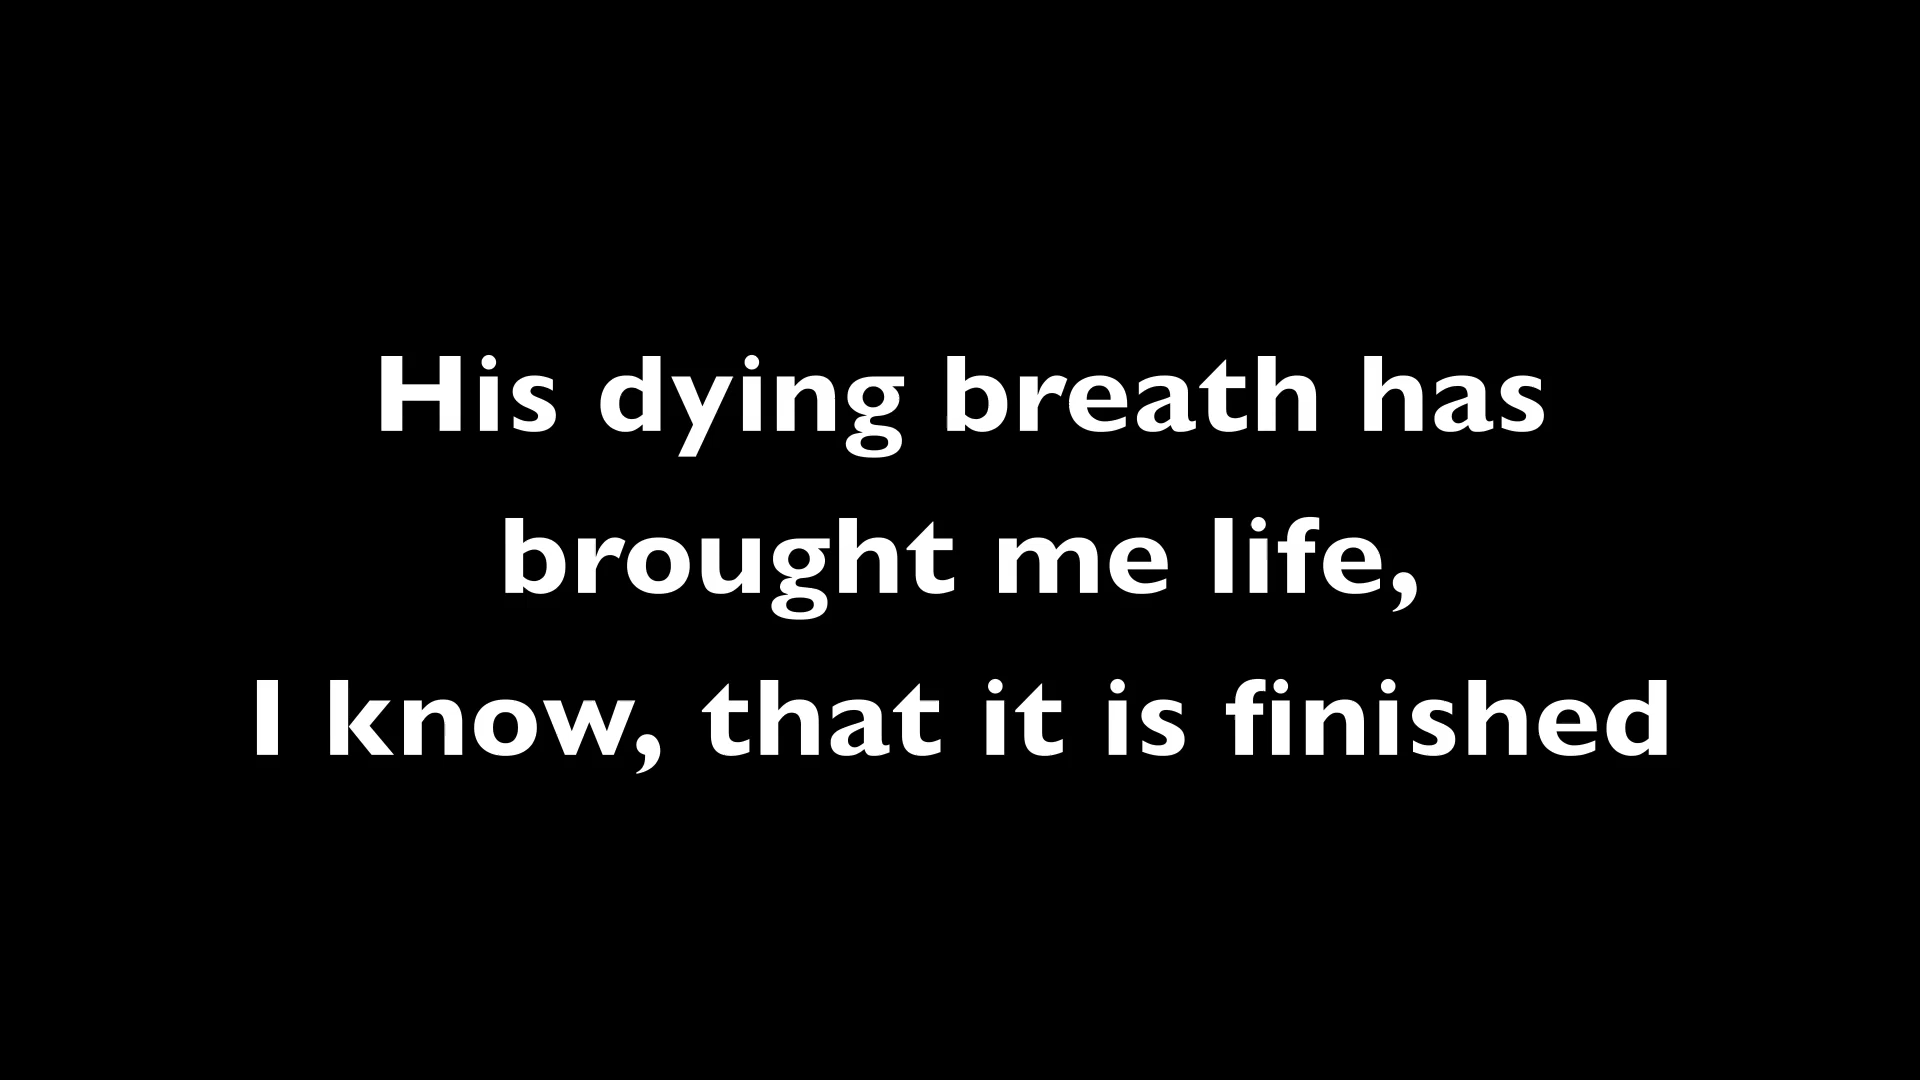 His dying breath has
brought me life,
I know, that it is finished